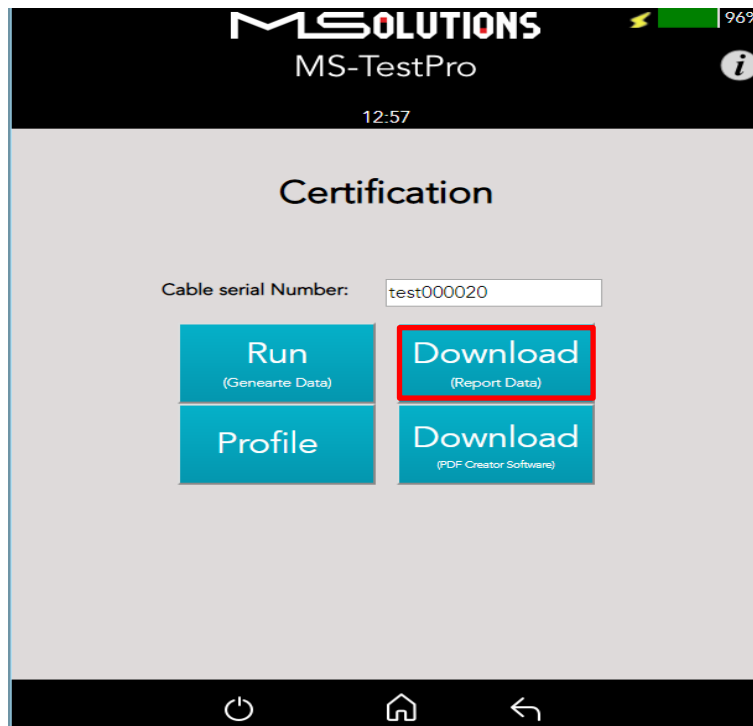 MSOLUTIONS
96%
MS-TestPro
i
12:57
Certification
Cable serial Number: test000020
Run
(Genearte Data)
Download
(Report Data)
Profile
Download
(PDF Creator Software)